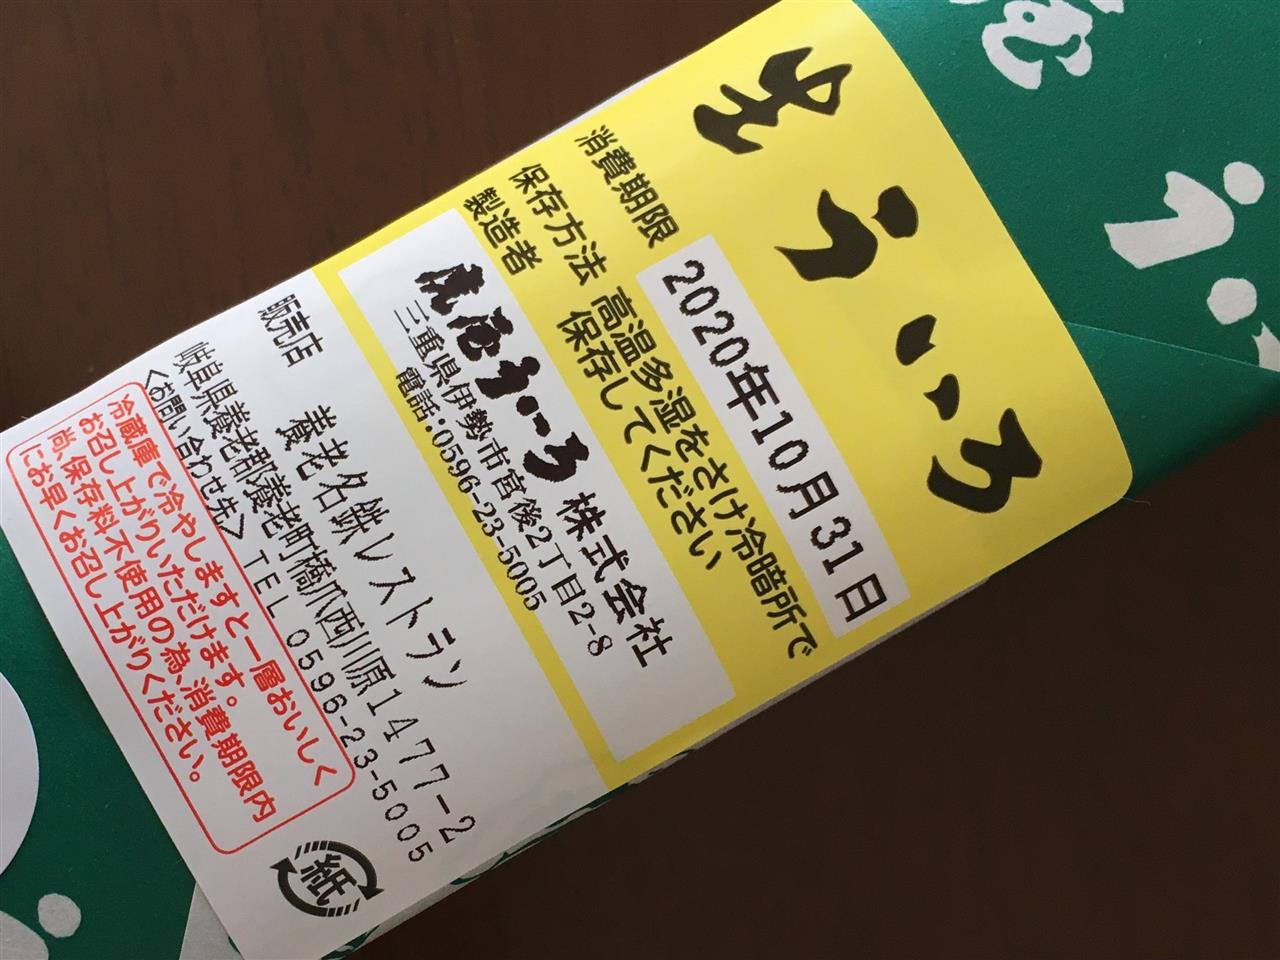 生ういろ
消費期限 2020年10月31日
保存方法 高温多湿をさけ冷暗所で
保存してください
製造者
虎屋ういろ 株式会社
三重県伊勢市宮後2丁目2-8
電話:0596-23-5005
販売店 養老名鉄レストラン
岐阜県養老郡養老町橋爪西川原1477-2
<お問い合わせ先> TEL 0596-23-5005
冷蔵庫で冷やしますと一層おいしく
お召し上がりいただけます。
尚、保存料不使用の為、消費期限内
にお早くお召し上がりください。
紙
う